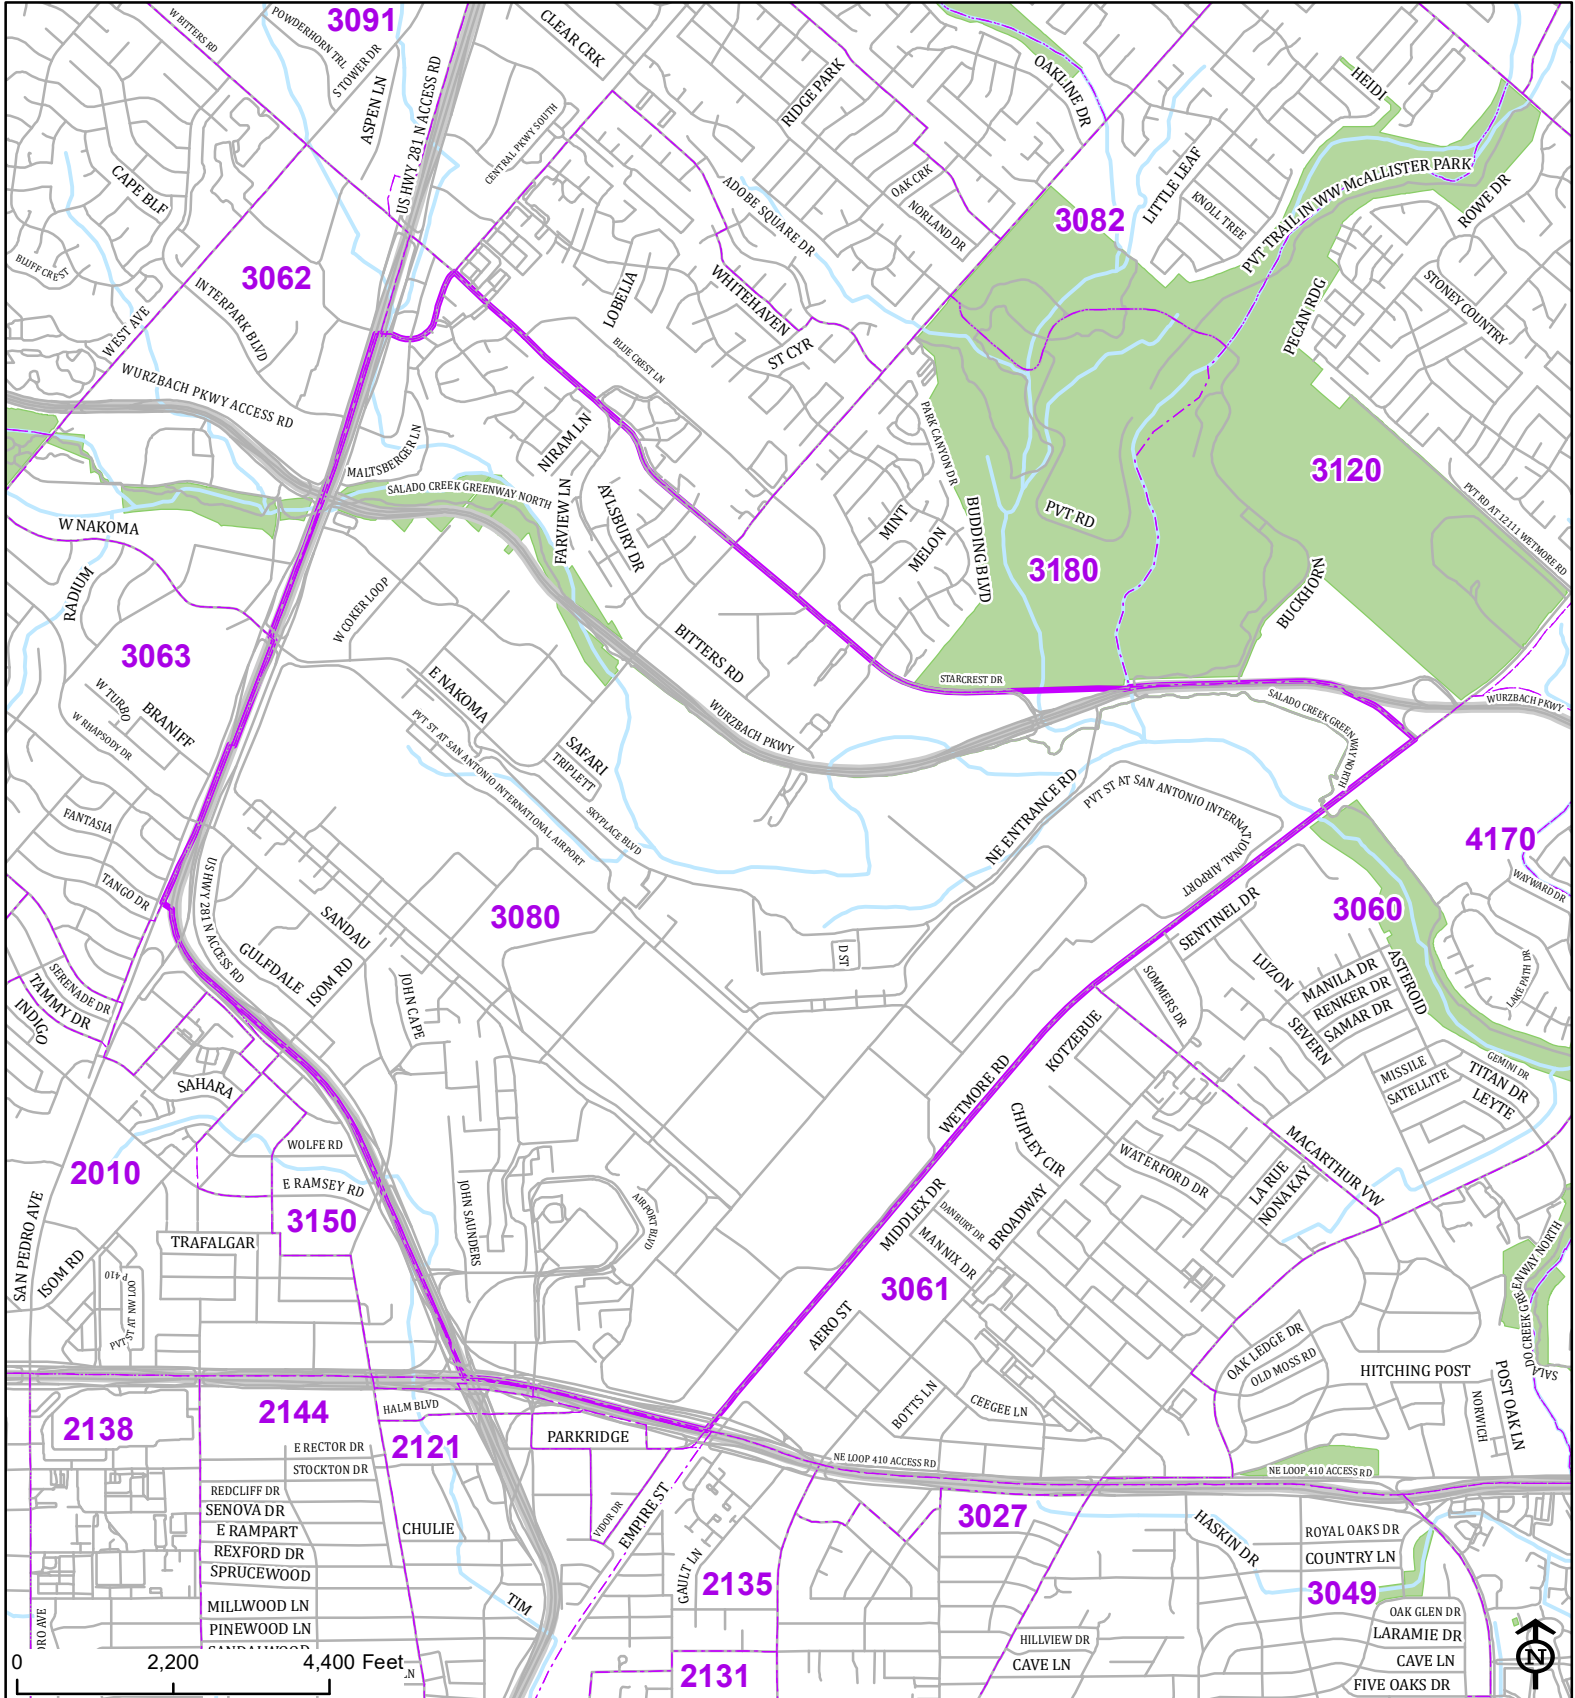 3091
W BITTERS RD
POWDERHORN TRL
S TOWER DR
CLEAR CRK
ASPEN LN
US HWY 281 N ACCESS RD
CENTRAL PKWY SOUTH
RIDGE PARK
OAKLINE DR
HEIDI
CAPE BLF
ADOBE SQUARE DR
OAK CRK
NORLAND DR
3082
LITTLE LEAF
KNOLL TREE
PVT TRAIL IN WW McALLISTER PARK
ROWE DR
BLUFFCREST
3062
INTERPARK BLVD
WEST AVE
LOBELIA
WHITEHAVEN
ST CYR
BLUE CREST LN
PECAN RDG
STONEY COUNTRY
WURZBACH PKWY ACCESS RD
MALTSBERGER LN
NIRAM LN
PARK CANYON DR
SALADO CREEK GREENWAY NORTH
FARVIEW LN
AYLSBURY DR
MINT
MELON
BUDDING BLVD
PVT RD
3120
PVT RD AT 12111 WETMORE RD
W NAKOMA
RADIUM
W COKER LOOP
3180
BUCKHORN
3063
BITTERS RD
E NAKOMA
STARCREST DR
W TURBO
BRANIFF
W RHAPSODY DR
PVT ST AT SAN ANTONIO INTERNATIONAL AIRPORT
SAFARI
TRIPLETT
SKYPLACE BLVD
WURZBACH PKWY
SALADO CREEK GREENWAY NORTH
WURZBACH PKWY
NE ENTRANCE RD
PVT ST AT SAN ANTONIO INTERNATIONAL AIRPORT
FANTASIA
TANGO DR
US HWY 281 N ACCESS RD
4170
WAYWARD DR
3080
3060
SANDAU
GULFDALE
ISOM RD
D ST
SENTINEL DR
LUZON
MANILA DR
RENKER DR
SAMAR DR
SEVERN
ASTEROID
LAKE PATH DR
SERENADE DR
TAMMY DR
INDIGO
JOHN CAPE
SOMMERS DR
KOTZEBUE
WETMORE RD
MISSILE
SATELLITE
GEMINI DR
TITAN DR
LEYTE
SAHARA
CHIPLEY CIR
WATERFORD DR
MACARTHUR VW
LA RUE
NONA KAY
WOLFE RD
2010
E RAMSEY RD
3150
TRAFALGAR
JOHN SAUNDERS
AIRPORT BLVD
MIDDLEX DR
DANBURY DR
MANNIX DR
BROADWAY
SAN PEDRO AVE
ISOM RD
PVT ST AT NW LOOP 410
3061
AERO ST
SALADO CREEK GREENWAY NORTH
OAK LEDGE DR
OLD MOSS RD
HITCHING POST
POST OAK LN
NORWICH
2138
2144
HALM BLVD
2121
PARKRIDGE
BOTTS LN
CEEGEE LN
NE LOOP 410 ACCESS RD
NE LOOP 410 ACCESS RD
E RECTOR DR
STOCKTON DR
REDCLIFF DR
SENOVA DR
E RAMPART
REXFORD DR
SPRUCEWOOD
MILLWOOD LN
PINEWOOD LN
SANDALWOOD
LN
CHULIE
TIM
VIDOR DR
EMPIRE ST
GAULT LN
2135
3027
HASKIN DR
ROYAL OAKS DR
COUNTRY LN
3049
OAK GLEN DR
LARAMIE DR
CAVE LN
FIVE OAKS DR
HILLVIEW DR
CAVE LN
2131
DRO AVE
0 2,200 4,400 Feet
N